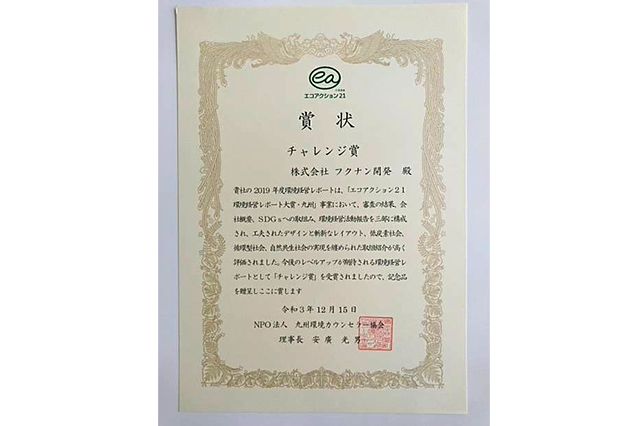 ea
エコアクション21
賞状
チャレンジ賞
株式会社 フクナン開発 殿
貴社の2019年度環境経営レポートは、「エコアクション21
環境経営レポート大賞・九州」事業において、審査の結果、会
社概要、SDGsへの取組み、環境経営活動報告を三部に構成
され、工夫されたデザインと斬新なレイアウト、低炭素社会、
循環型社会、自然共生社会の実現を纏められた取組紹介が高く
評価されました。今後のレベルアップが期待される環境経営レ
ポートとして「チャレンジ賞」を受賞されましたので、記念品
を贈呈しここに賞します
令和3年12月15日
NPO法人 九州環境カウンセラー協会
理事長 安廣 光男